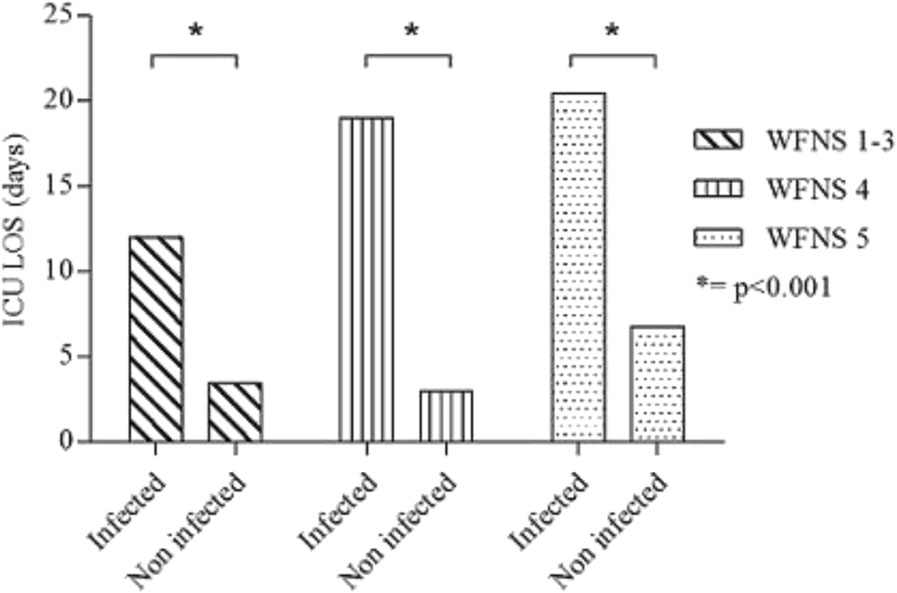 ICU LOS (days)
25
20
15
10
5
0
*
*
*
Infected
Non infected
Infected
Non infected
Infected
Non infected
WFNS 1-3
WFNS 4
WFNS 5
*= p<0.001